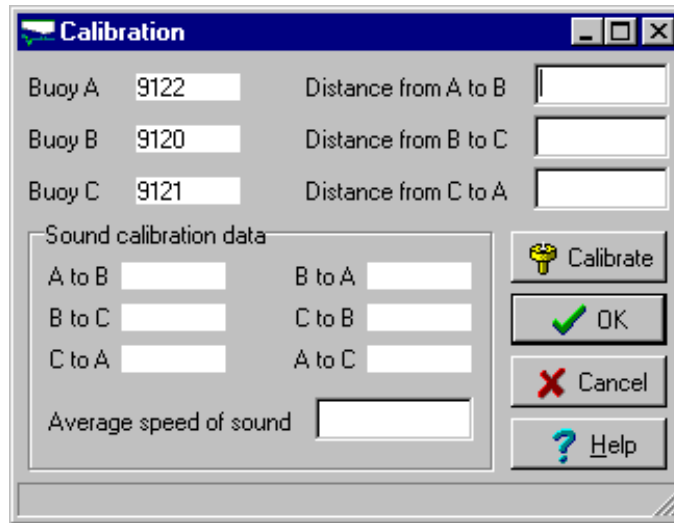 Calibration
Buoy A 9122 Distance from A to B
Buoy B 9120 Distance from B to C
Buoy C 9121 Distance from C to A
Sound calibration data
A to B B to A
B to C C to B
C to A A to C
Average speed of sound
Calibrate
OK
Cancel
Help